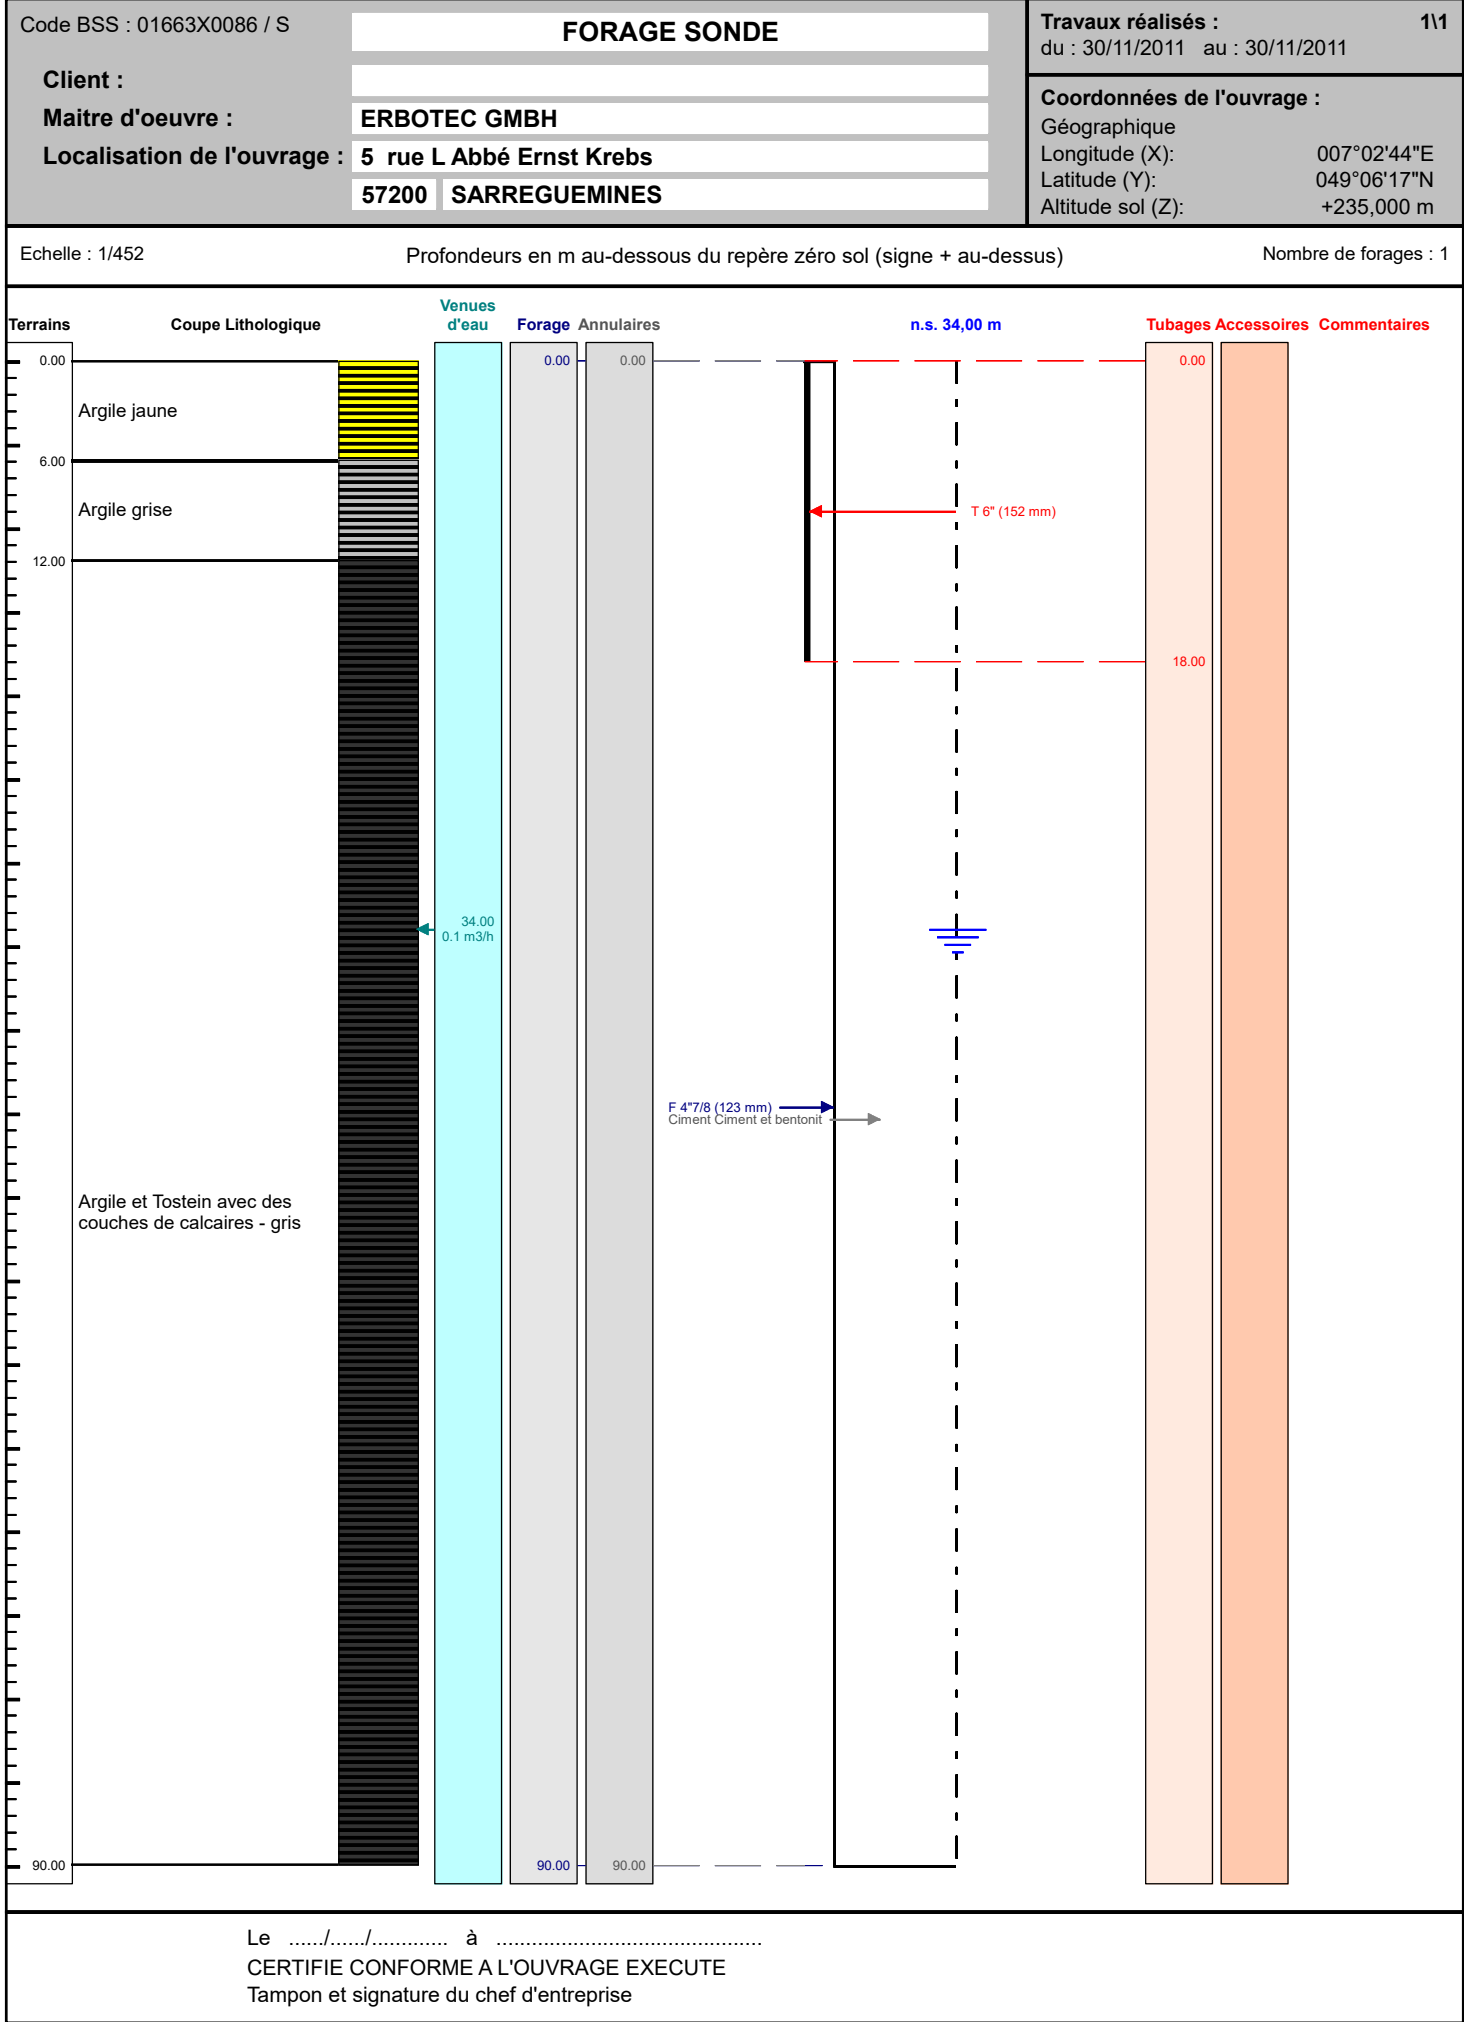 Code BSS : 01663X0086 / S
FORAGE SONDE
Travaux réalisés : 1\1
du : 30/11/2011 au : 30/11/2011
Client :
Maitre d'oeuvre : ERBOTEC GMBH
Localisation de l'ouvrage : 5 rue L Abbé Ernst Krebs
57200 SARREGUEMINES
Coordonnées de l'ouvrage :
Géographique
Longitude (X): 007°02'44"E
Latitude (Y): 049°06'17"N
Altitude sol (Z): +235,000 m
Echelle : 1/452
Profondeurs en m au-dessous du repère zéro sol (signe + au-dessus)
Nombre de forages : 1
Terrains
Coupe Lithologique
Venues
d'eau
Forage
Annulaires
n.s. 34,00 m
Tubages
Accessoires
Commentaires
0.00
0.00
0.00
0.00
Argile jaune
6.00
Argile grise
T 6" (152 mm)
12.00
18.00
34.00
0.1 m3/h
F 4"7/8 (123 mm)
Ciment Ciment et bentonit
Argile et Tostein avec des
couches de calcaires - gris
90.00
90.00
90.00
Le ....../....../............. à .............................................
CERTIFIE CONFORME A L'OUVRAGE EXECUTE
Tampon et signature du chef d'entreprise